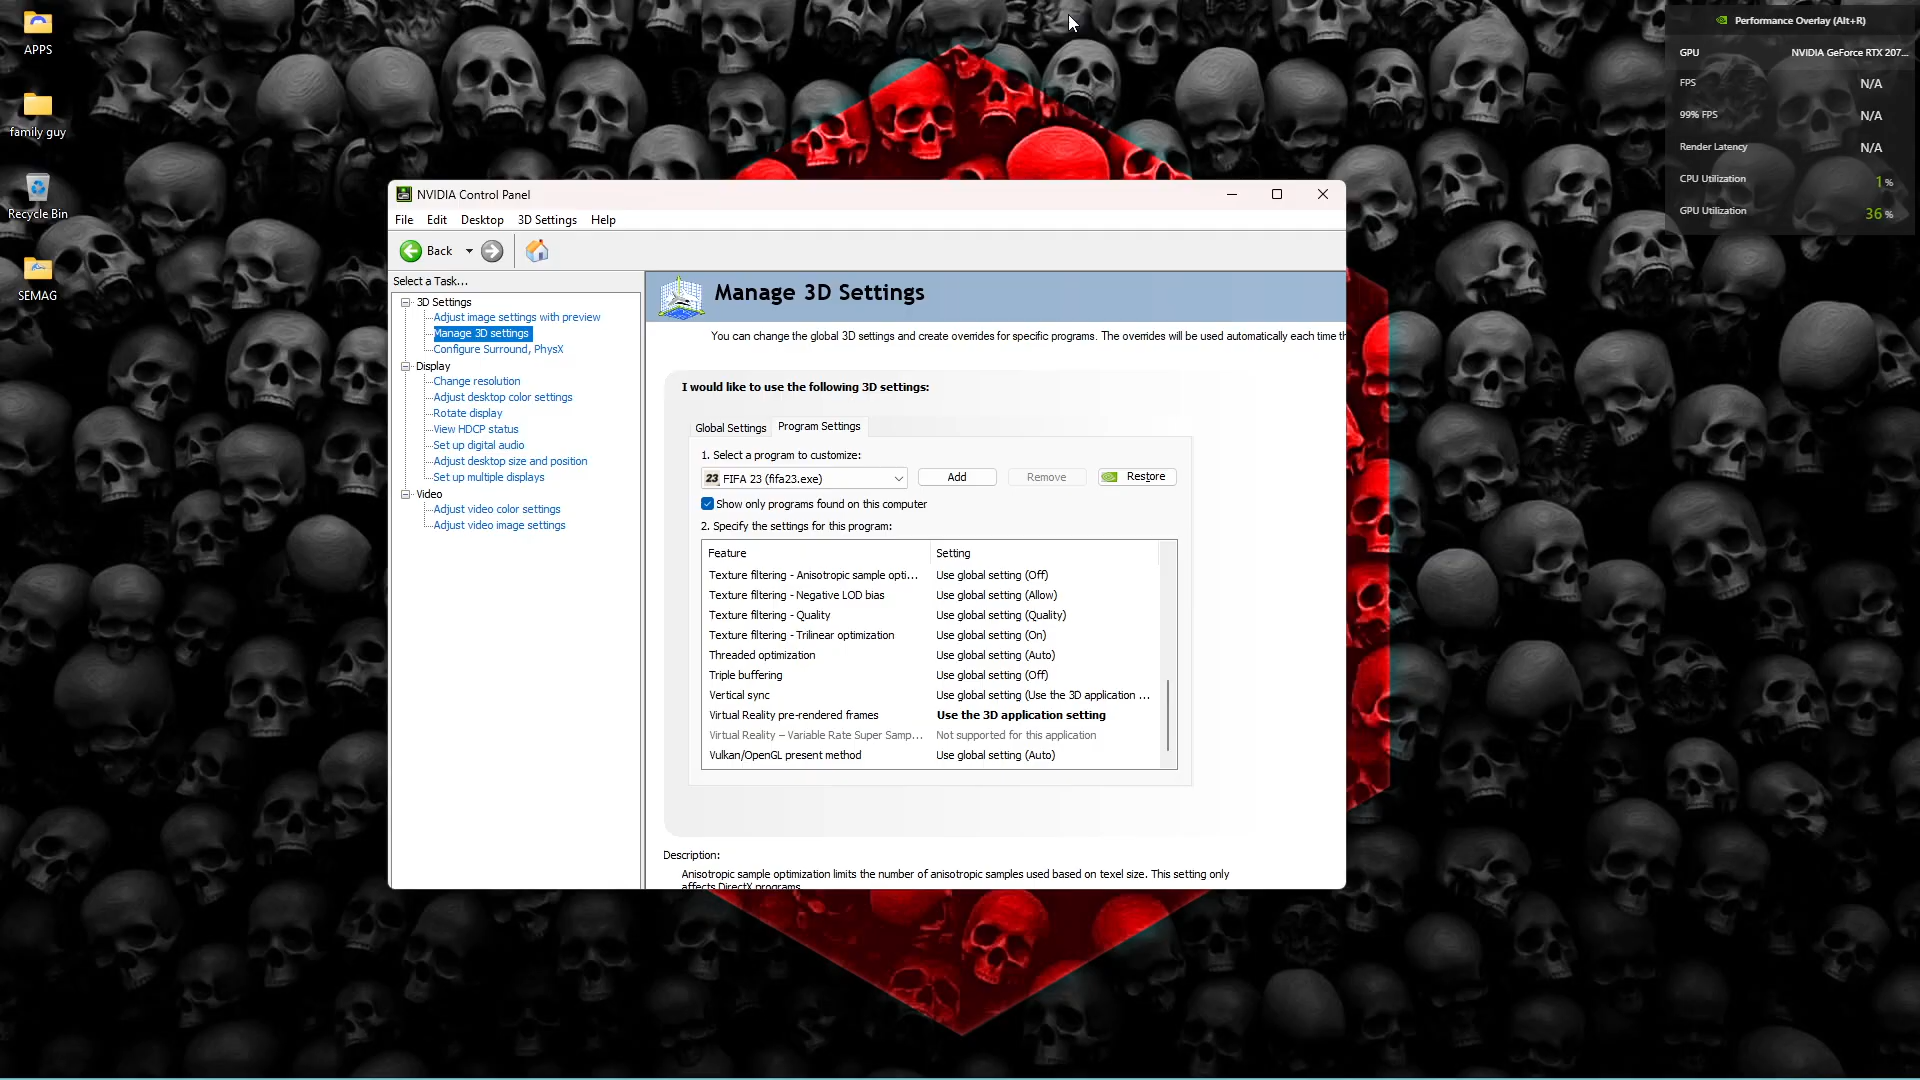 APPS
family guy
Recycle Bin
SEMAG
Performance Overlay (Alt+R)
GPU NVIDIA GeForce RTX 207...
FPS N/A
99% FPS N/A
Render Latency N/A
CPU Utilization 1 %
GPU Utilization 36 %
NVIDIA Control Panel
File Edit Desktop 3D Settings Help
Back
Select a Task...
3D Settings
Adjust image settings with preview
Manage 3D settings
Configure Surround, PhysX
Display
Change resolution
Adjust desktop color settings
Rotate display
View HDCP status
Set up digital audio
Adjust desktop size and position
Set up multiple displays
Video
Adjust video color settings
Adjust video image settings
Manage 3D Settings
You can change the global 3D settings and create overrides for specific programs. The overrides will be used automatically each time th
I would like to use the following 3D settings:
Global Settings Program Settings
1. Select a program to customize:
23 FIFA 23 (fifa23.exe) Add Remove Restore
Show only programs found on this computer
2. Specify the settings for this program:
Feature Setting
Texture filtering - Anisotropic sample opti... Use global setting (Off)
Texture filtering - Negative LOD bias Use global setting (Allow)
Texture filtering - Quality Use global setting (Quality)
Texture filtering - Trilinear optimization Use global setting (On)
Threaded optimization Use global setting (Auto)
Triple buffering Use global setting (Off)
Vertical sync Use global setting (Use the 3D application ...
Virtual Reality pre-rendered frames Use the 3D application setting
Virtual Reality – Variable Rate Super Samp... Not supported for this application
Vulkan/OpenGL present method Use global setting (Auto)
Description:
Anisotropic sample optimization limits the number of anisotropic samples used based on texel size. This setting only
affects DirectX programs.